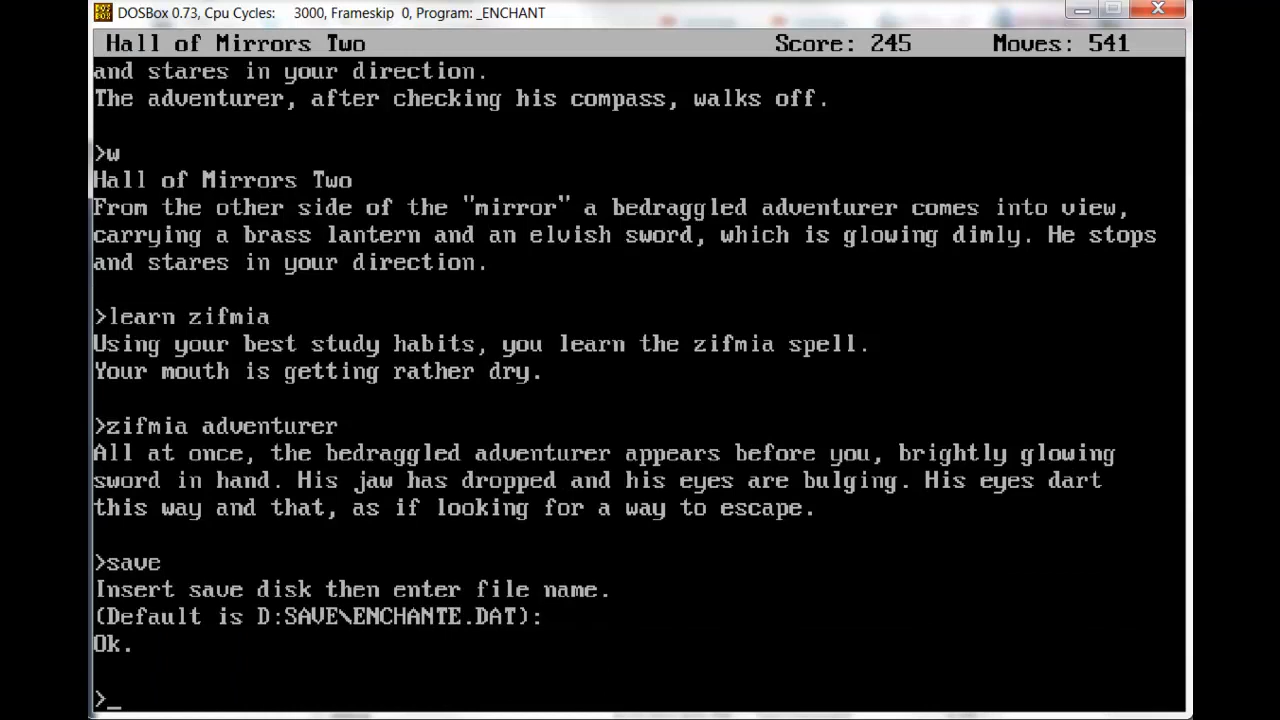 DOSBox 0.73, Cpu Cycles: 3000, Frameskip 0, Program: _ENCHANT
Hall of Mirrors Two Score: 245 Moves: 541
and stares in your direction.
The adventurer, after checking his compass, walks off.
>w
Hall of Mirrors Two
From the other side of the "mirror" a bedraggled adventurer comes into view,
carrying a brass lantern and an elvish sword, which is glowing dimly. He stops
and stares in your direction.
>learn zifmia
Using your best study habits, you learn the zifmia spell.
Your mouth is getting rather dry.
>zifmia adventurer
All at once, the bedraggled adventurer appears before you, brightly glowing
sword in hand. His jaw has dropped and his eyes are bulging. His eyes dart
this way and that, as if looking for a way to escape.
>save
Insert save disk then enter file name.
(Default is D:SAVE\ENCHANTE.DAT):
Ok.
>_